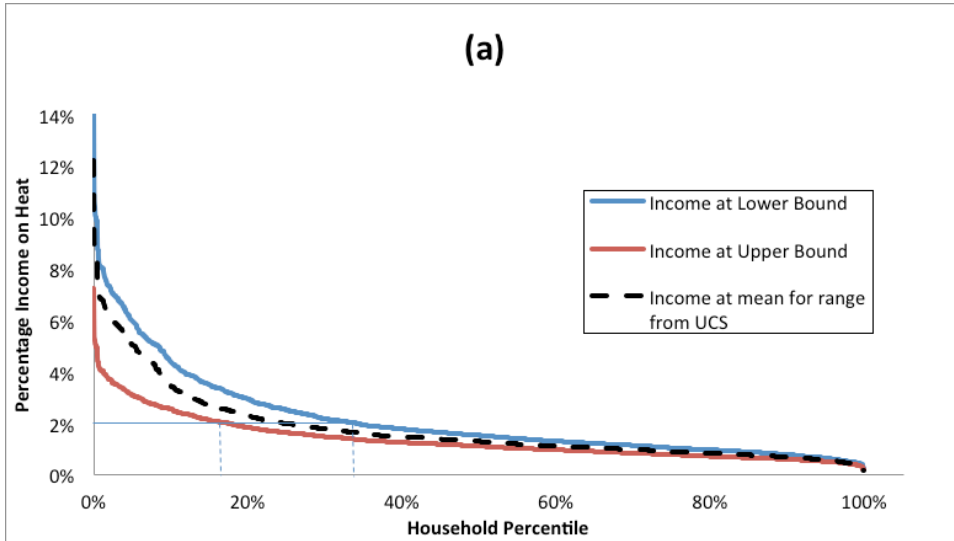 (a)
14%
12%
10%
8%
6%
4%
2%
0%
Percentage Income on Heat
Income at Lower Bound
Income at Upper Bound
Income at mean for range
from UCS
0%
20%
40%
60%
80%
100%
Household Percentile